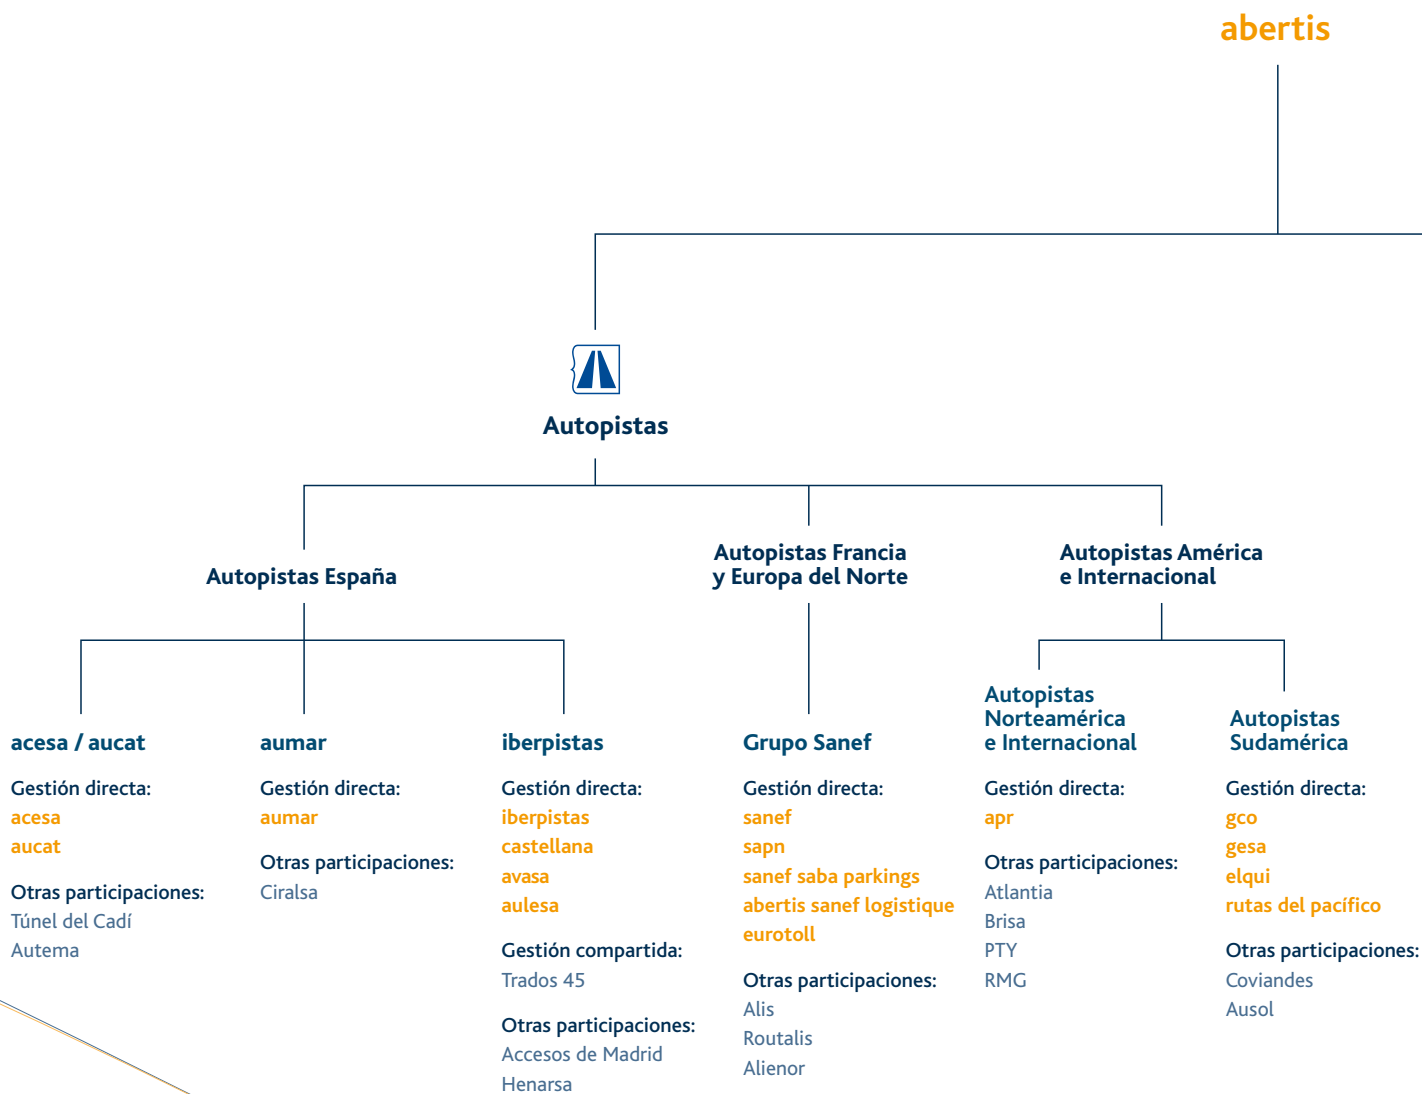 abertis
Autopistas
Autopistas España
Autopistas Francia
y Europa del Norte
Autopistas América
e Internacional
acesa / aucat
Gestión directa:
acesa
aucat
Otras participaciones:
Túnel del Cadí
Autema
aumar
Gestión directa:
aumar
Otras participaciones:
Ciralsa
iberpistas
Gestión directa:
iberpistas
castellana
avasa
aulesa
Gestión compartida:
Trados 45
Otras participaciones:
Accesos de Madrid
Henarsa
Grupo Sanef
Gestión directa:
sanef
sapn
sanef saba parkings
abertis sanef logistique
eurotoll
Otras participaciones:
Alis
Routalis
Alienor
Autopistas
Norteamérica
e Internacional
Gestión directa:
apr
Otras participaciones:
Atlantia
Brisa
PTY
RMG
Autopistas
Sudamérica
Gestión directa:
gco
gesa
elqui
rutas del pacífico
Otras participaciones:
Coviandes
Ausol